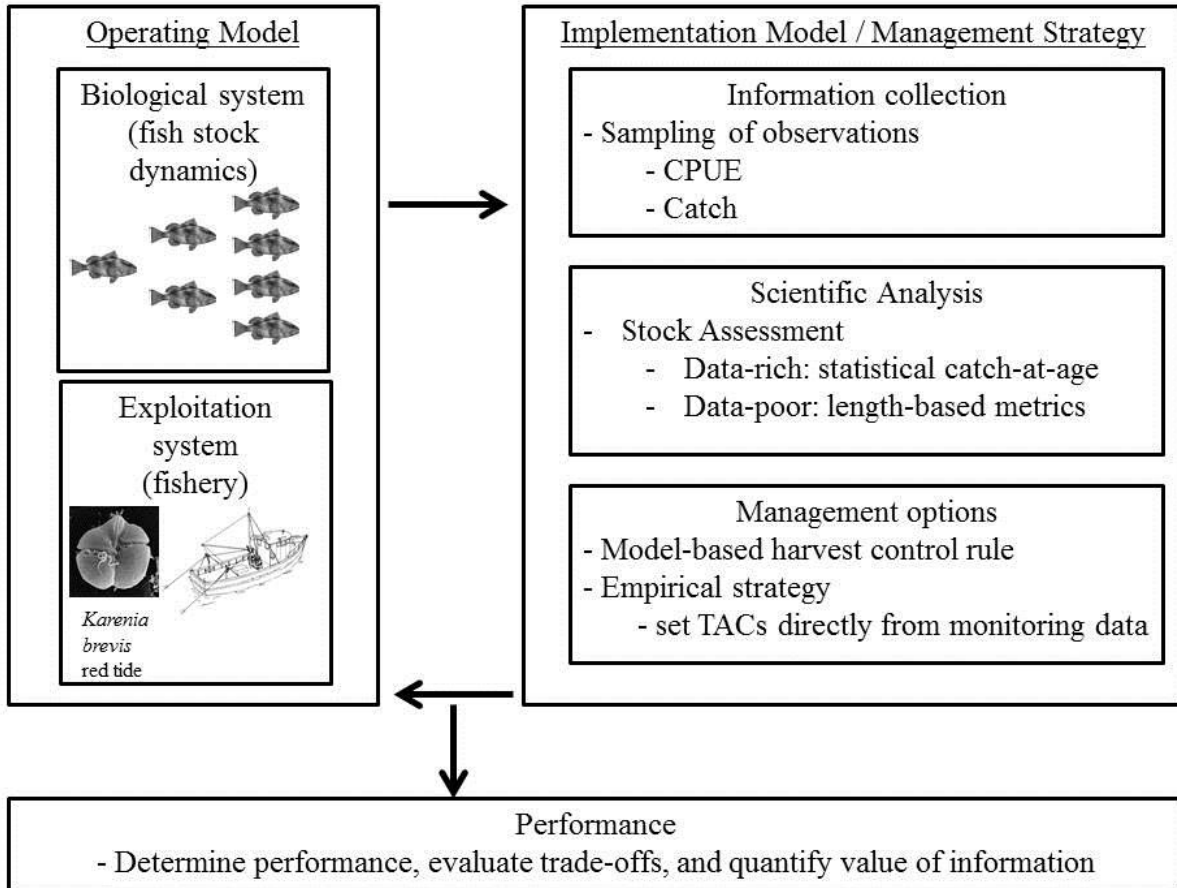 Operating Model
Biological system
(fish stock
dynamics)
Exploitation
system
(fishery)
Karenia
brevis
red tide
Implementation Model / Management Strategy
Information collection
- Sampling of observations
- CPUE
- Catch
Scientific Analysis
- Stock Assessment
- Data-rich: statistical catch-at-age
- Data-poor: length-based metrics
Management options
- Model-based harvest control rule
- Empirical strategy
- set TACs directly from monitoring data
Performance
- Determine performance, evaluate trade-offs, and quantify value of information